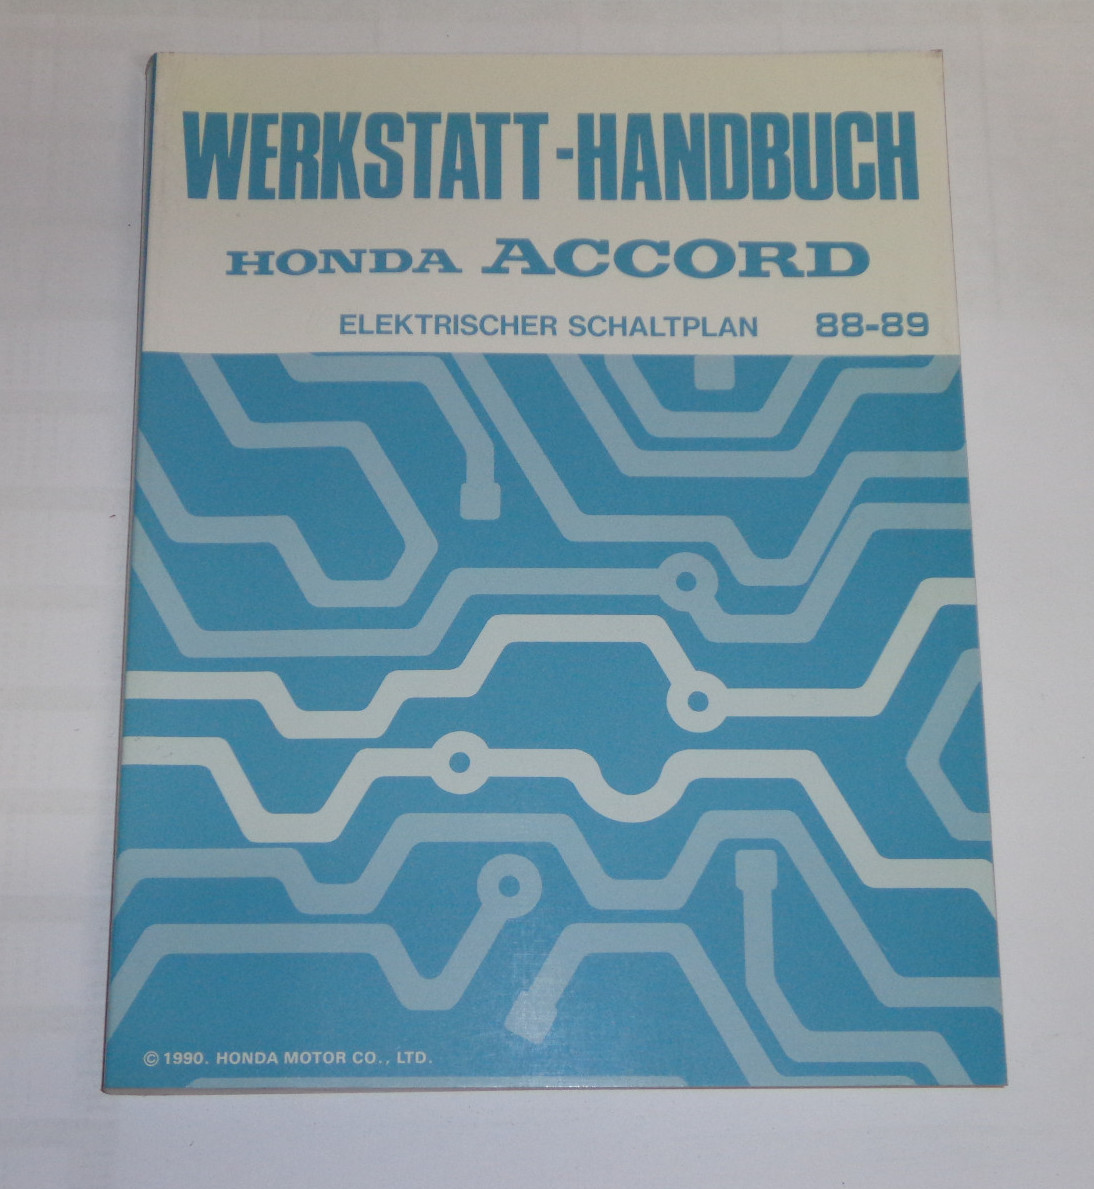 WERKSTATT-HANDBUCH
HONDA ACCORD
ELEKTRISCHER SCHALTPLAN 88-89
© 1990. HONDA MOTOR CO., LTD.